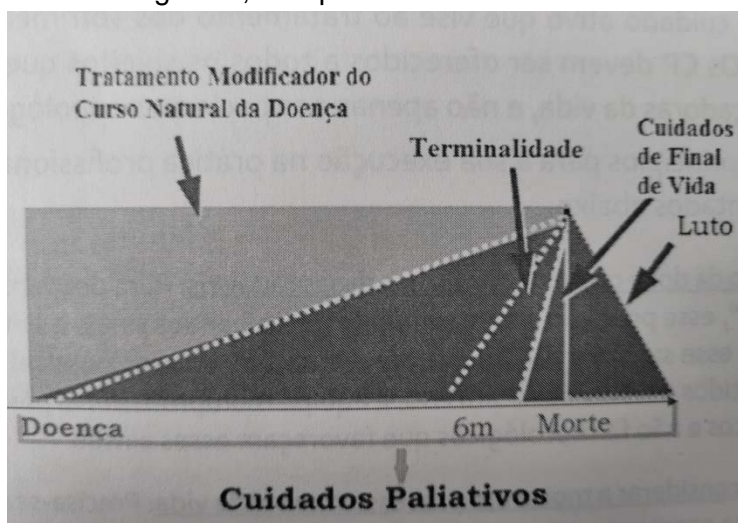 Tratamento Modificador do
Curso Natural da Doença
Terminalidade
Cuidados
de Final
de Vida
Luto
Doença
6m
Morte
Cuidados Paliativos